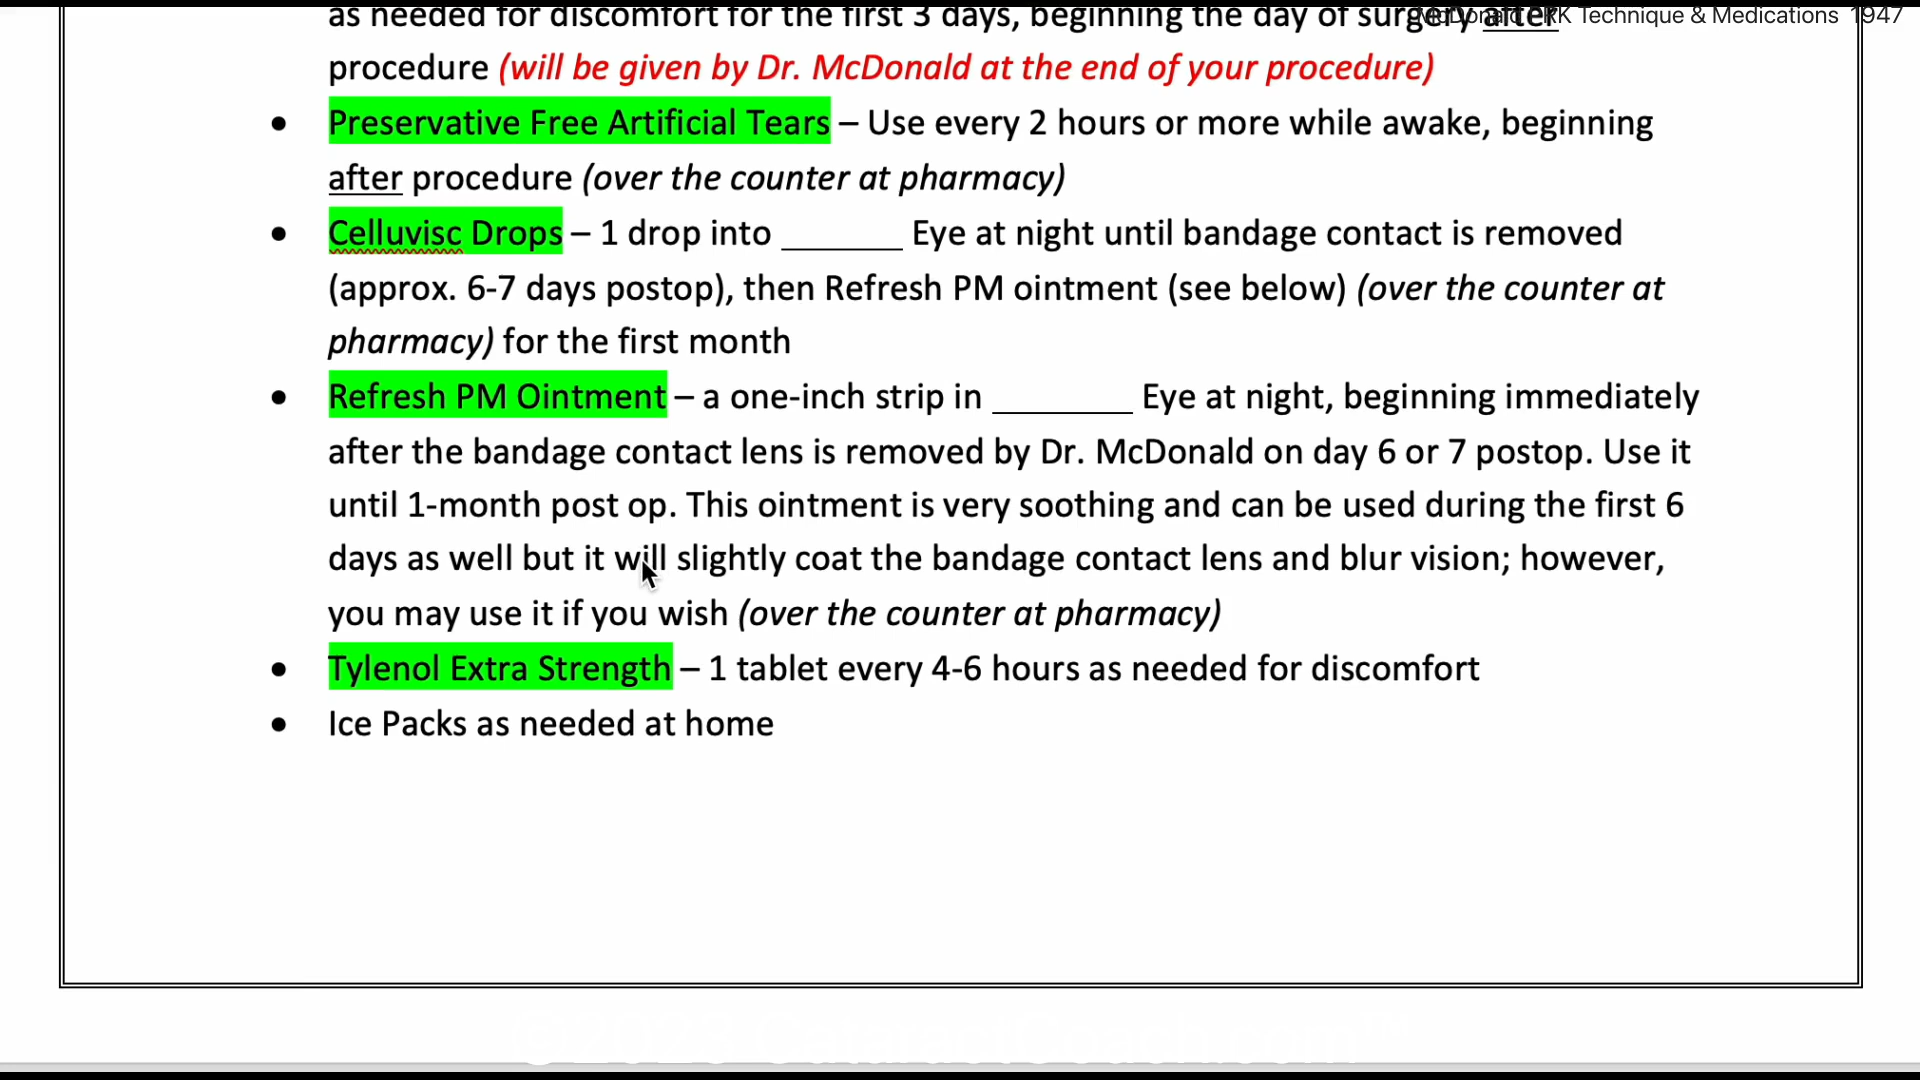 as needed for discomfort for the first 3 days, beginning the day of surgery after
McDonald PRK Technique & Medications 1947
procedure (will be given by Dr. McDonald at the end of your procedure)
• Preservative Free Artificial Tears – Use every 2 hours or more while awake, beginning
after procedure (over the counter at pharmacy)
• Celluvisc Drops – 1 drop into ______ Eye at night until bandage contact is removed
(approx. 6-7 days postop), then Refresh PM ointment (see below) (over the counter at
pharmacy) for the first month
• Refresh PM Ointment – a one-inch strip in _______ Eye at night, beginning immediately
after the bandage contact lens is removed by Dr. McDonald on day 6 or 7 postop. Use it
until 1-month post op. This ointment is very soothing and can be used during the first 6
days as well but it will slightly coat the bandage contact lens and blur vision; however,
you may use it if you wish (over the counter at pharmacy)
• Tylenol Extra Strength – 1 tablet every 4-6 hours as needed for discomfort
• Ice Packs as needed at home